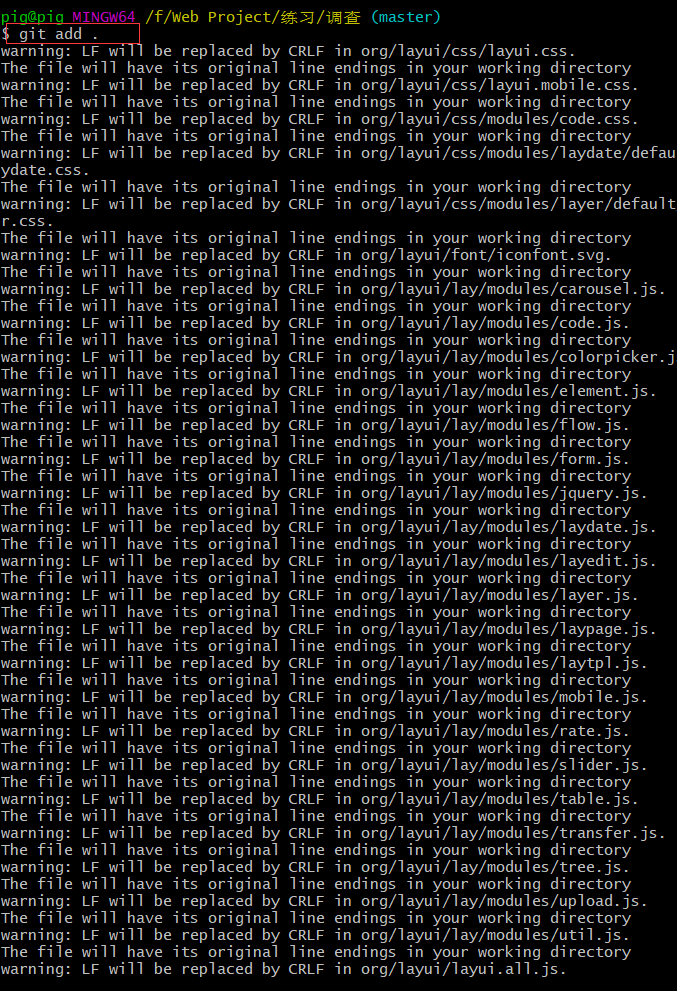 pig@pig MINGW64 /f/Web Project/练习/调查 (master)
$ git add .
warning: LF will be replaced by CRLF in org/layui/css/layui.css.
The file will have its original line endings in your working directory
warning: LF will be replaced by CRLF in org/layui/css/layui.mobile.css.
The file will have its original line endings in your working directory
warning: LF will be replaced by CRLF in org/layui/css/modules/code.css.
The file will have its original line endings in your working directory
warning: LF will be replaced by CRLF in org/layui/css/modules/laydate/defau
ydate.css.
The file will have its original line endings in your working directory
warning: LF will be replaced by CRLF in org/layui/css/modules/layer/default
r.css.
The file will have its original line endings in your working directory
warning: LF will be replaced by CRLF in org/layui/font/iconfont.svg.
The file will have its original line endings in your working directory
warning: LF will be replaced by CRLF in org/layui/lay/modules/carousel.js.
The file will have its original line endings in your working directory
warning: LF will be replaced by CRLF in org/layui/lay/modules/code.js.
The file will have its original line endings in your working directory
warning: LF will be replaced by CRLF in org/layui/lay/modules/colorpicker.j
The file will have its original line endings in your working directory
warning: LF will be replaced by CRLF in org/layui/lay/modules/element.js.
The file will have its original line endings in your working directory
warning: LF will be replaced by CRLF in org/layui/lay/modules/flow.js.
The file will have its original line endings in your working directory
warning: LF will be replaced by CRLF in org/layui/lay/modules/form.js.
The file will have its original line endings in your working directory
warning: LF will be replaced by CRLF in org/layui/lay/modules/jquery.js.
The file will have its original line endings in your working directory
warning: LF will be replaced by CRLF in org/layui/lay/modules/laydate.js.
The file will have its original line endings in your working directory
warning: LF will be replaced by CRLF in org/layui/lay/modules/layedit.js.
The file will have its original line endings in your working directory
warning: LF will be replaced by CRLF in org/layui/lay/modules/layer.js.
The file will have its original line endings in your working directory
warning: LF will be replaced by CRLF in org/layui/lay/modules/laypage.js.
The file will have its original line endings in your working directory
warning: LF will be replaced by CRLF in org/layui/lay/modules/laytpl.js.
The file will have its original line endings in your working directory
warning: LF will be replaced by CRLF in org/layui/lay/modules/mobile.js.
The file will have its original line endings in your working directory
warning: LF will be replaced by CRLF in org/layui/lay/modules/rate.js.
The file will have its original line endings in your working directory
warning: LF will be replaced by CRLF in org/layui/lay/modules/slider.js.
The file will have its original line endings in your working directory
warning: LF will be replaced by CRLF in org/layui/lay/modules/table.js.
The file will have its original line endings in your working directory
warning: LF will be replaced by CRLF in org/layui/lay/modules/transfer.js.
The file will have its original line endings in your working directory
warning: LF will be replaced by CRLF in org/layui/lay/modules/tree.js.
The file will have its original line endings in your working directory
warning: LF will be replaced by CRLF in org/layui/lay/modules/upload.js.
The file will have its original line endings in your working directory
warning: LF will be replaced by CRLF in org/layui/lay/modules/util.js.
The file will have its original line endings in your working directory
warning: LF will be replaced by CRLF in org/layui/layui.all.js.